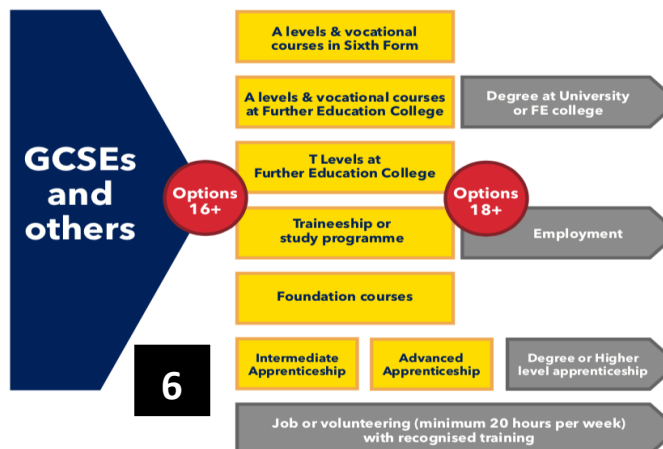 GCSEs
and
others
Options
16+
A levels & vocational
courses in Sixth Form
A levels & vocational courses
at Further Education College
T Levels at
Further Education College
Traineeship or
study programme
Foundation courses
Intermediate
Apprenticeship
Advanced
Apprenticeship
Options
18+
Degree at University
or FE college
Employment
Degree or Higher
level apprenticeship
Job or volunteering (minimum 20 hours per week)
with recognised training
6